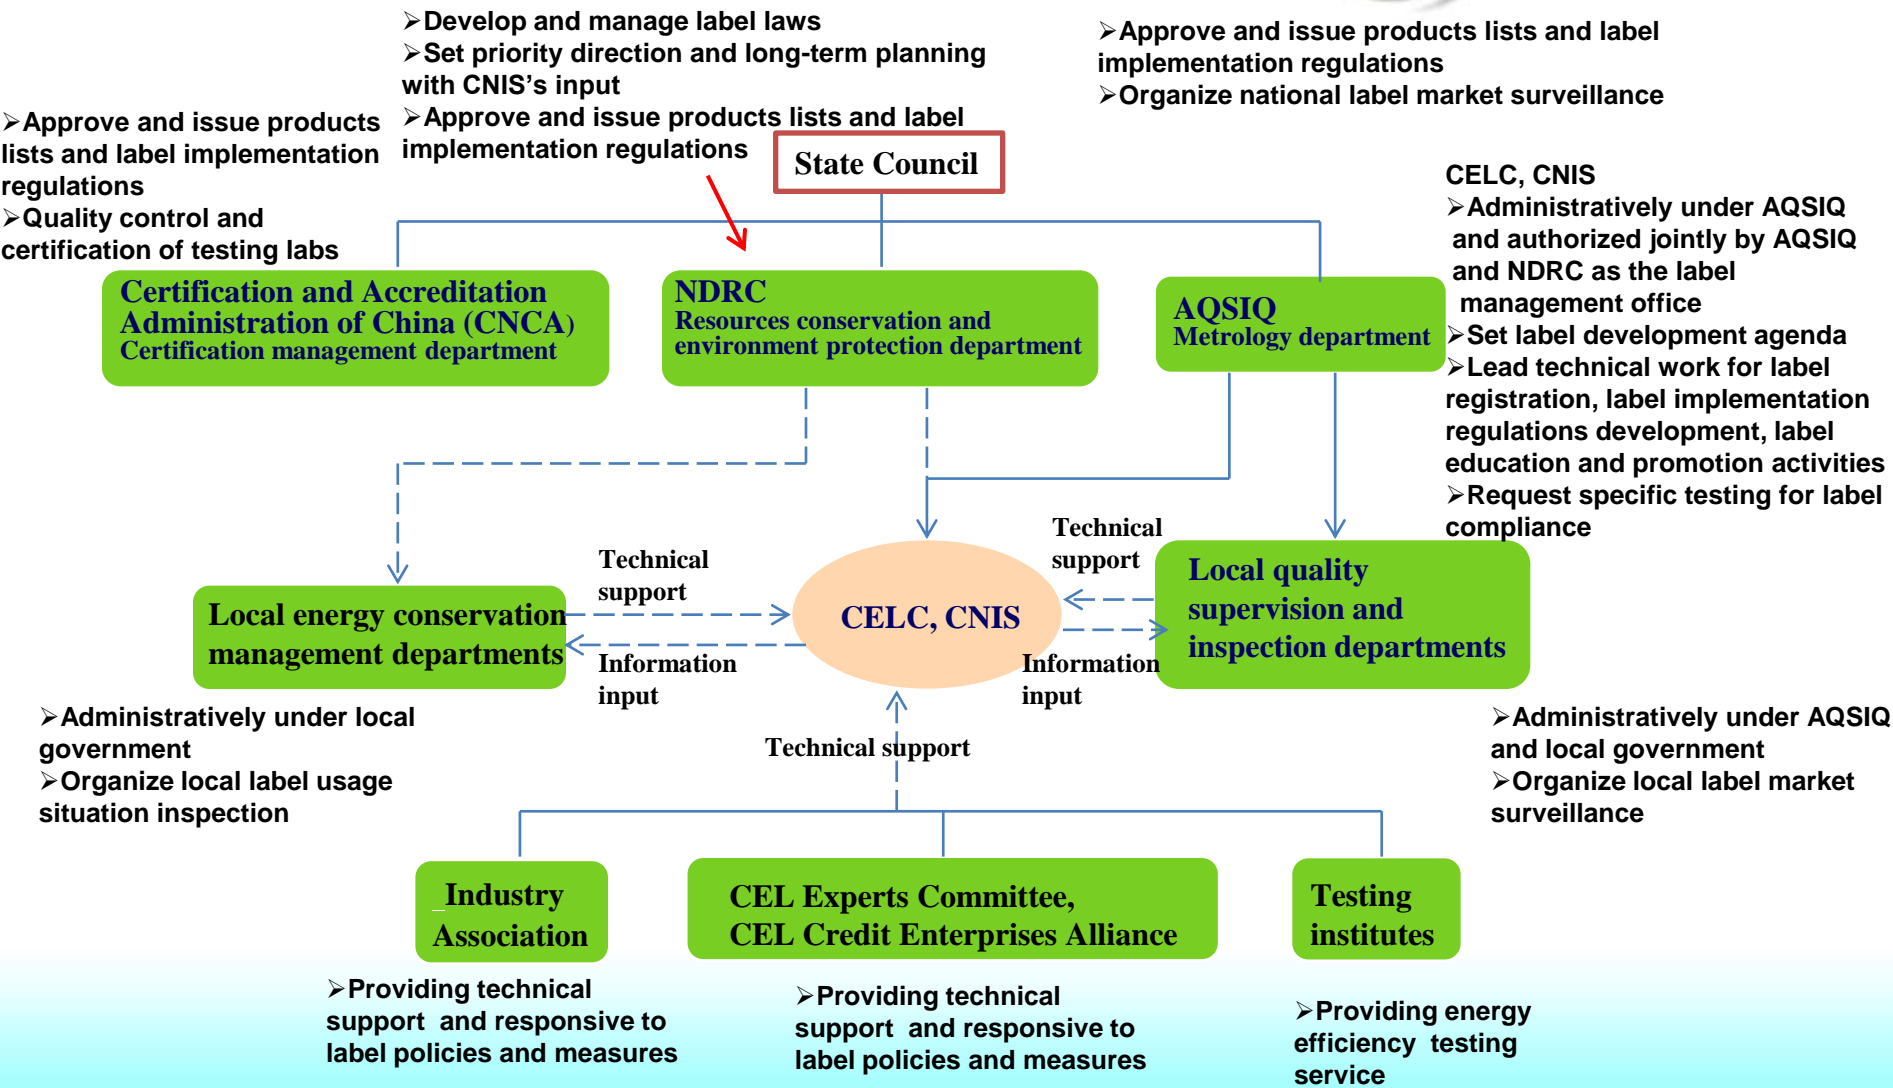 ➢Develop and manage label laws
➢Set priority direction and long-term planning
with CNIS's input
➢Approve and issue products lists and label
implementation regulations
➢Approve and issue products lists and label
implementation regulations
➢Organize national label market surveillance
➢Approve and issue products
lists and label implementation
regulations
➢Quality control and
certification of testing labs
State Council
CELC, CNIS
➢Administratively under AQSIQ
and authorized jointly by AQSIQ
and NDRC as the label
management office
➢Set label development agenda
➢Lead technical work for label
registration, label implementation
regulations development, label
education and promotion activities
➢Request specific testing for label
compliance
Certification and Accreditation
Administration of China (CNCA)
Certification management department
NDRC
Resources conservation and
environment protection department
AQSIQ
Metrology department
Technical
support
Technical
support
Local energy conservation
management departments
CELC, CNIS
Local quality
supervision and
inspection departments
Information
input
Information
input
➢Administratively under local
government
➢Organize local label usage
situation inspection
Technical support
➢Administratively under AQSIQ
and local government
➢Organize local label market
surveillance
_Industry
Association
CEL Experts Committee,
CEL Credit Enterprises Alliance
Testing
institutes
➢Providing technical
support and responsive to
label policies and measures
➢Providing technical
support and responsive to
label policies and measures
➢Providing energy
efficiency testing
service